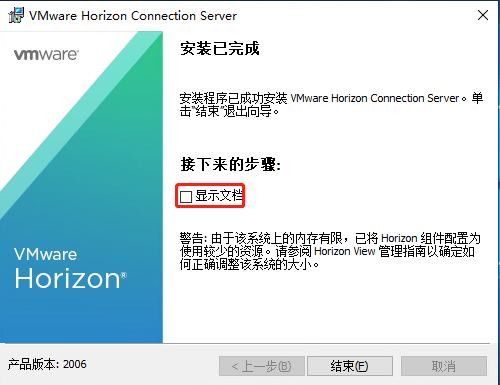 VMware Horizon Connection Server
vmware®
安装已完成
安装程序已成功安装 VMware Horizon Connection Server。单
击“结束”退出向导。
接下来的步骤:
显示文档
警告: 由于该系统上的内存有限，已将 Horizon 组件配置为
使用较少的资源。请参阅 Horizon View 管理指南以确定如
何正确调整该系统的大小。
VMware
Horizon®
产品版本: 2006
< 上一步(B)
结束(F)
取消